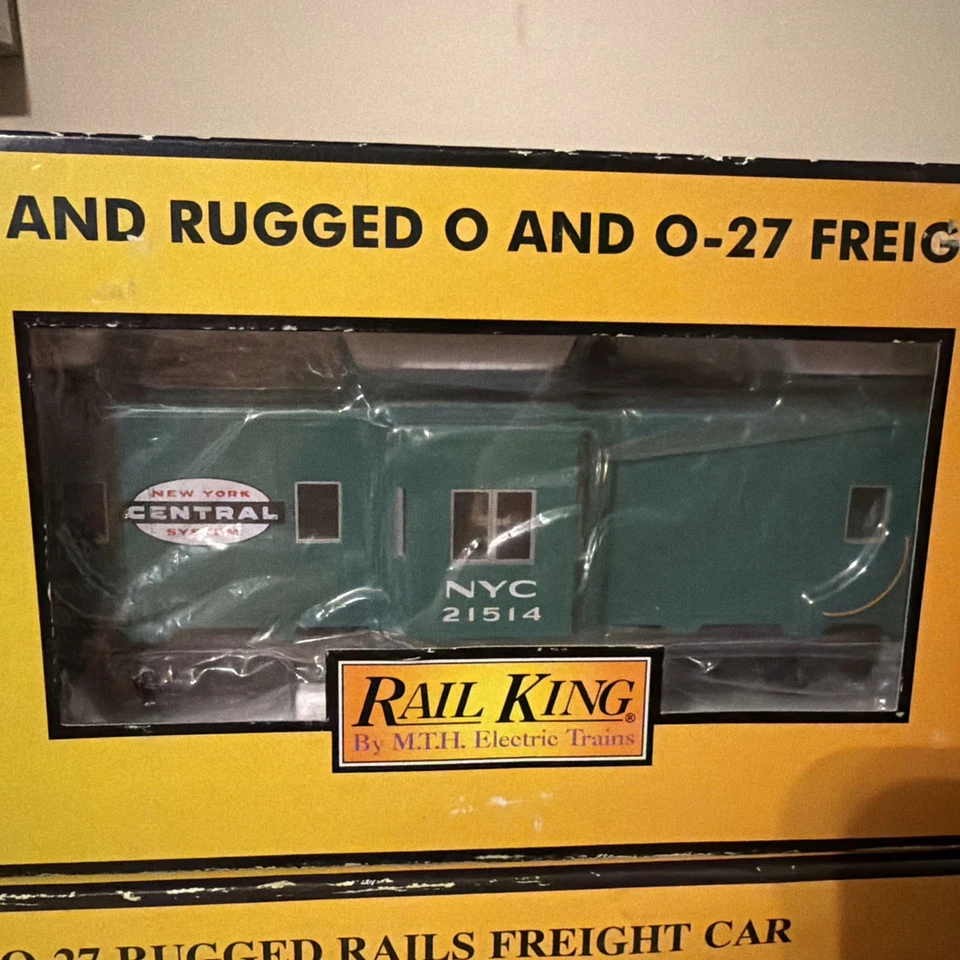 AND RUGGED O AND O-27 FREIG
NEW YORK
CENTRAL
SYSTEM
NYC
21514
RAIL KING®
By M.T.H. Electric Trains
O-27 RUGGED RAILS FREIGHT CAR